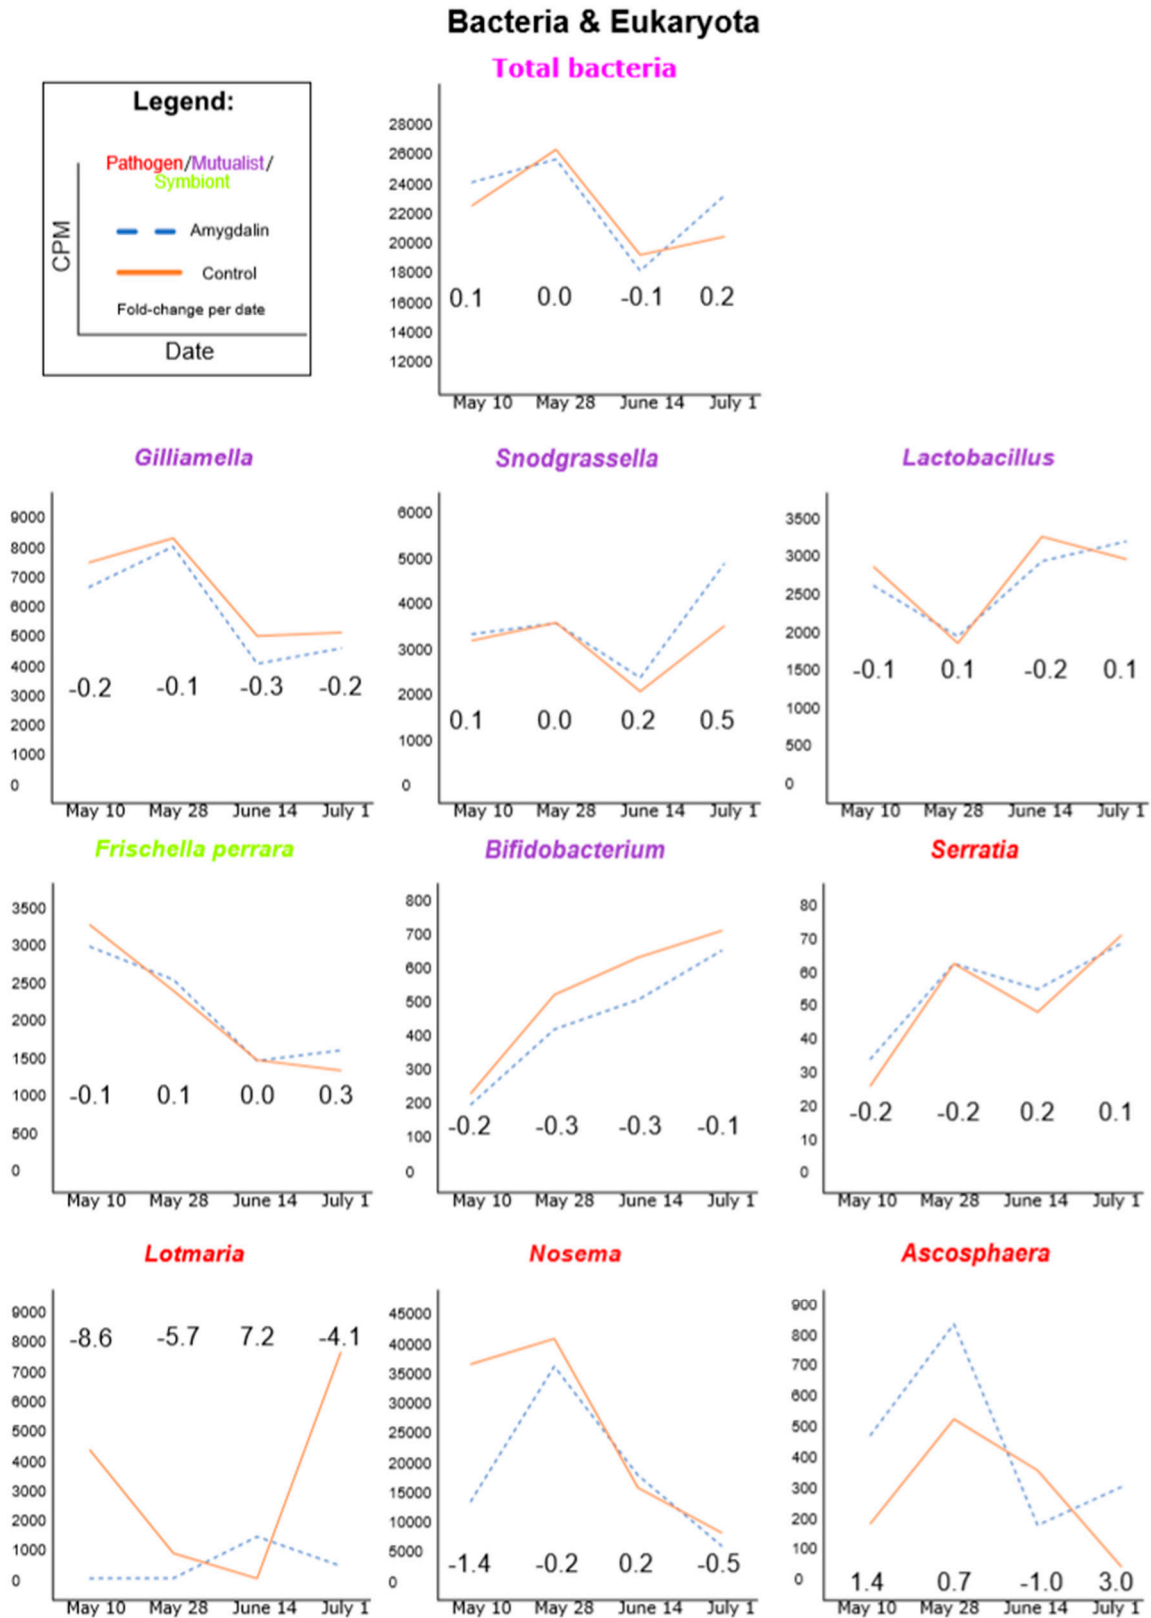 Bacteria & Eukaryota
Legend:
Pathogen/Mutualist/
Symbiont
CPM
Amygdalin
Control
Fold-change per date
Date
Total bacteria
28000
26000
24000
22000
20000
18000
16000
14000
12000
0.1 0.0 -0.1 0.2
May 10 May 28 June 14 July 1
Gilliamella
9000
8000
7000
6000
5000
4000
3000
2000
1000
0
-0.2 -0.1 -0.3 -0.2
May 10 May 28 June 14 July 1
Snodgrassella
6000
5000
4000
3000
2000
1000
0
0.1 0.0 0.2 0.5
May 10 May 28 June 14 July 1
Lactobacillus
3500
3000
2500
2000
1500
1000
500
0
-0.1 0.1 -0.2 0.1
May 10 May 28 June 14 July 1
Frischella perrara
3500
3000
2500
2000
1500
1000
500
0
-0.1 0.1 0.0 0.3
May 10 May 28 June 14 July 1
Bifidobacterium
800
700
600
500
400
300
200
100
0
-0.2 -0.3 -0.3 -0.1
May 10 May 28 June 14 July 1
Serratia
80
70
60
50
40
30
20
10
0
-0.2 -0.2 0.2 0.1
May 10 May 28 June 14 July 1
Lotmaria
9000
8000
7000
6000
5000
4000
3000
2000
1000
0
-8.6 -5.7 7.2 -4.1
May 10 May 28 June 14 July 1
Nosema
45000
40000
35000
30000
25000
20000
15000
10000
5000
0
-1.4 -0.2 0.2 -0.5
May 10 May 28 June 14 July 1
Ascosphaera
900
800
700
600
500
400
300
200
100
0
1.4 0.7 -1.0 3.0
May 10 May 28 June 14 July 1